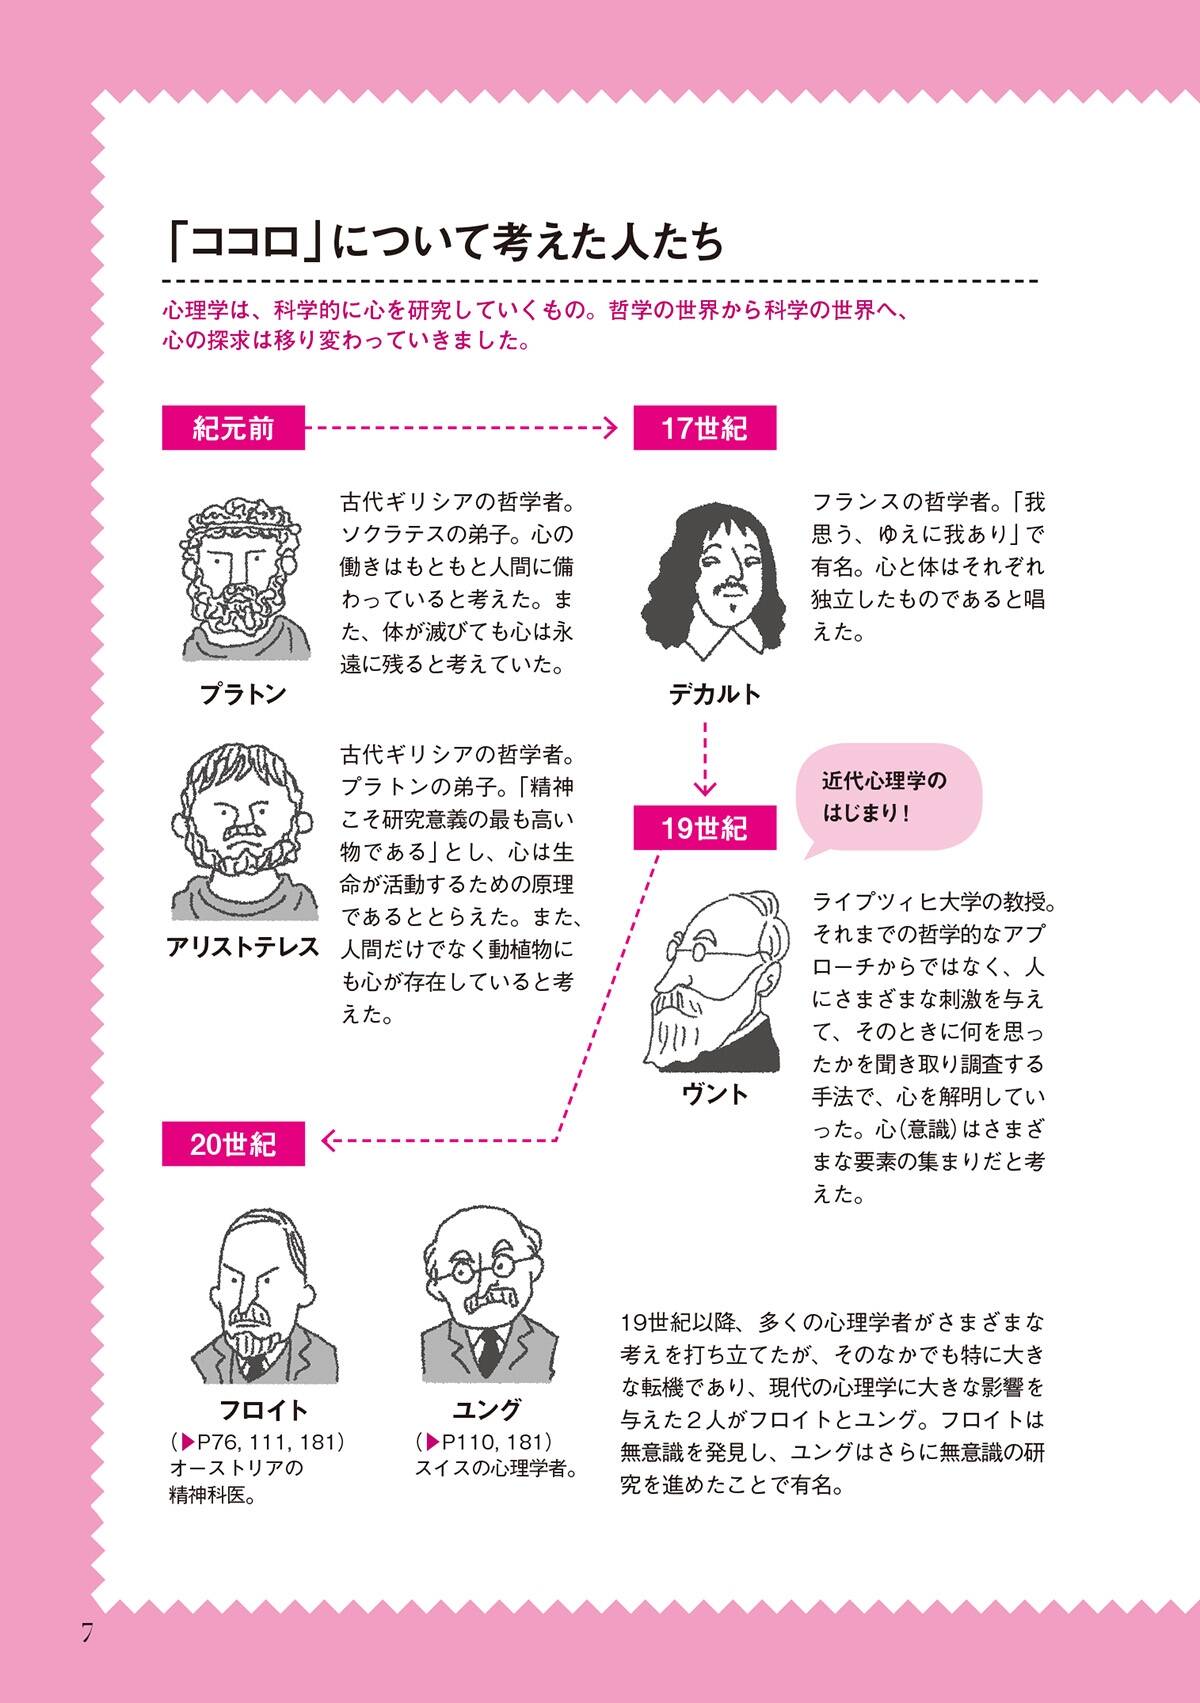 「ココロ」について考えた人たち
心理学は、科学的に心を研究していくもの。哲学の世界から科学の世界へ、
心の探求は移り変わっていきました。
紀元前
古代ギリシアの哲学者。
ソクラテスの弟子。心の
働きはもともと人間に備
わっていると考えた。ま
た、体が滅びても心は永
遠に残ると考えていた。
プラトン
古代ギリシアの哲学者。
プラトンの弟子。「精神
こそ研究意義の最も高い
物である」とし、心は生
命が活動するための原理
であるととらえた。また、
人間だけでなく動植物に
も心が存在していると考
えた。
アリストテレス
17世紀
フランスの哲学者。「我
思う、ゆえに我あり」で
有名。心と体はそれぞれ
独立したものであると唱
えた。
デカルト
19世紀
近代心理学の
はじまり!
ライプツィヒ大学の教授。
それまでの哲学的なアプ
ローチからではなく、人
にさまざまな刺激を与え
て、そのときに何を思っ
たかを聞き取り調査する
手法で、心を解明してい
った。心(意識)はさまざ
まな要素の集まりだと考
えた。
ヴント
20世紀
フロイト
(▶P76, 111, 181)
オーストリアの
精神科医。
ユング
(▶P110, 181)
スイスの心理学者。
19世紀以降、多くの心理学者がさまざまな
考えを打ち立てたが、そのなかでも特に大き
な転機であり、現代の心理学に大きな影響を
与えた2人がフロイトとユング。フロイトは
無意識を発見し、ユングはさらに無意識の研
究を進めたことで有名。
7